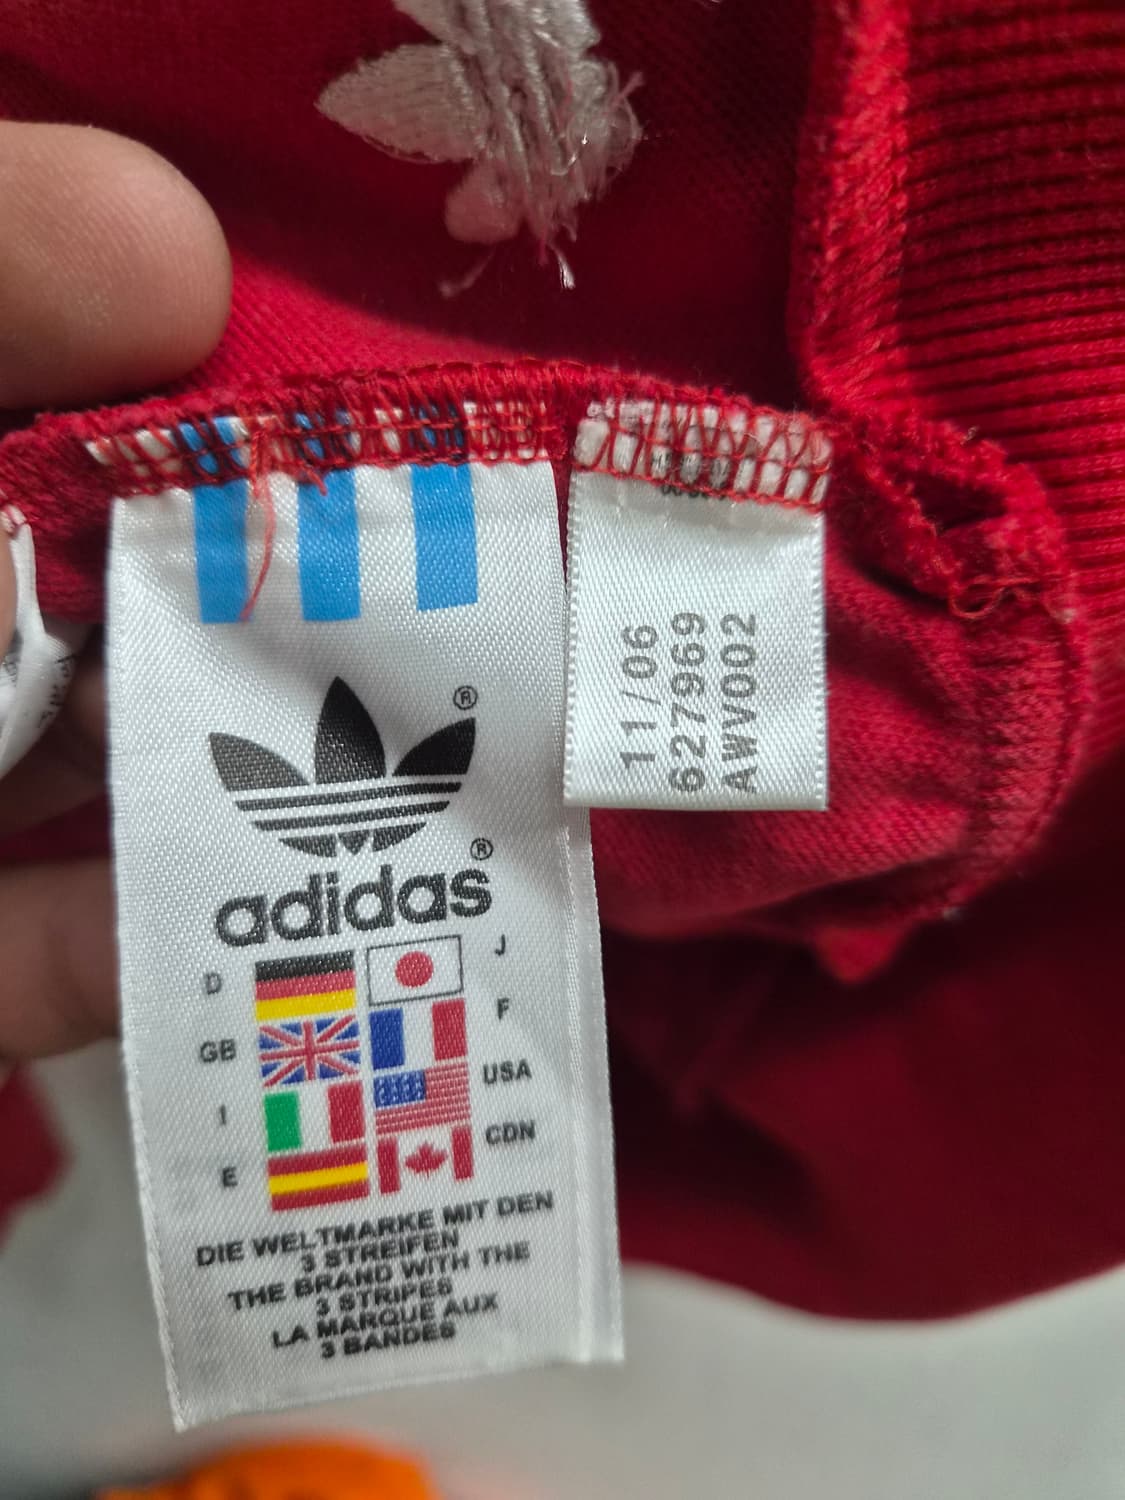 ®
®
adidas
D
J
GB
F
I
USA
E
CDN
DIE WELTMARKE MIT DEN
3 STREIFEN
THE BRAND WITH THE
3 STRIPES
LA MARQUE AUX
3 BANDES
11/06
627969
AWV002